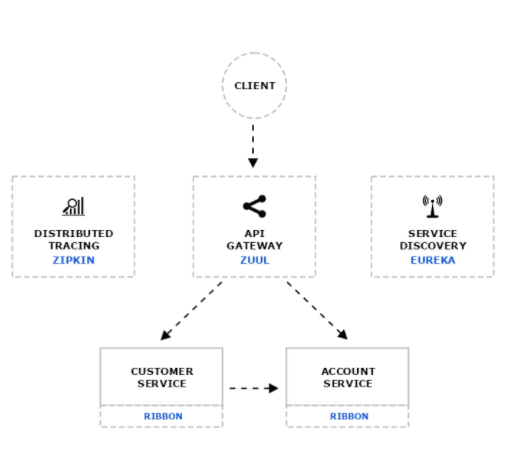 CLIENT
DISTRIBUTED
TRACING
ZIPKIN
API
GATEWAY
ZUUL
SERVICE
DISCOVERY
EUREKA
CUSTOMER
SERVICE
RIBBON
ACCOUNT
SERVICE
RIBBON